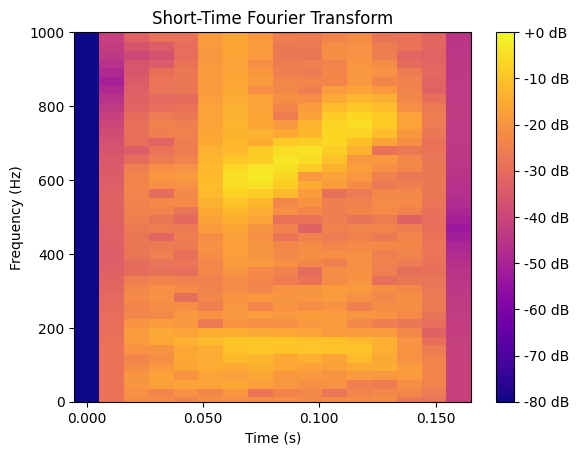 Short-Time Fourier Transform
1000
800
600
400
200
0
Frequency (Hz)
0.000
0.050
0.100
0.150
Time (s)
+0 dB
-10 dB
-20 dB
-30 dB
-40 dB
-50 dB
-60 dB
-70 dB
-80 dB